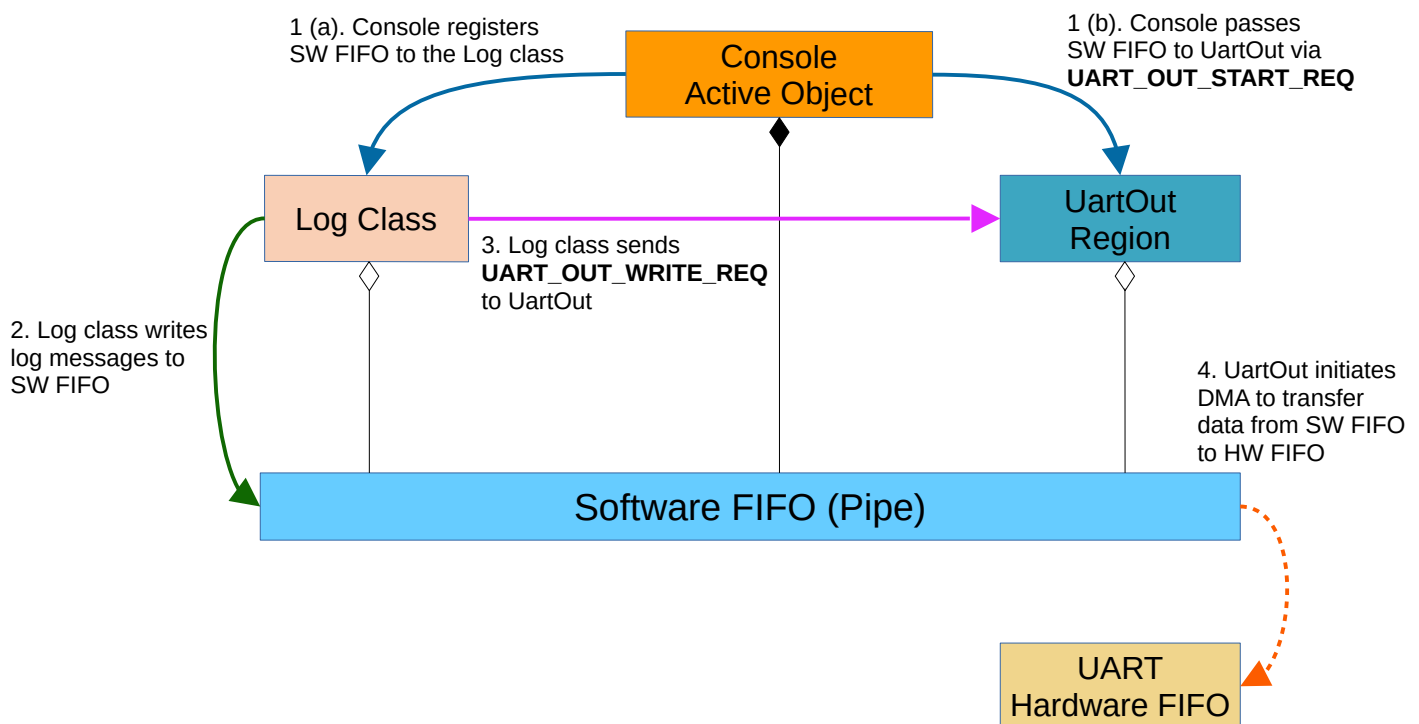 1 (a). Console registers
SW FIFO to the Log class
Console
Active Object
1 (b). Console passes
SW FIFO to UartOut via
UART_OUT_START_REQ
Log Class
UartOut
Region
3. Log class sends
UART_OUT_WRITE_REQ
to UartOut
2. Log class writes
log messages to
SW FIFO
4. UartOut initiates
DMA to transfer
data from SW FIFO
to HW FIFO
Software FIFO (Pipe)
UART
Hardware FIFO